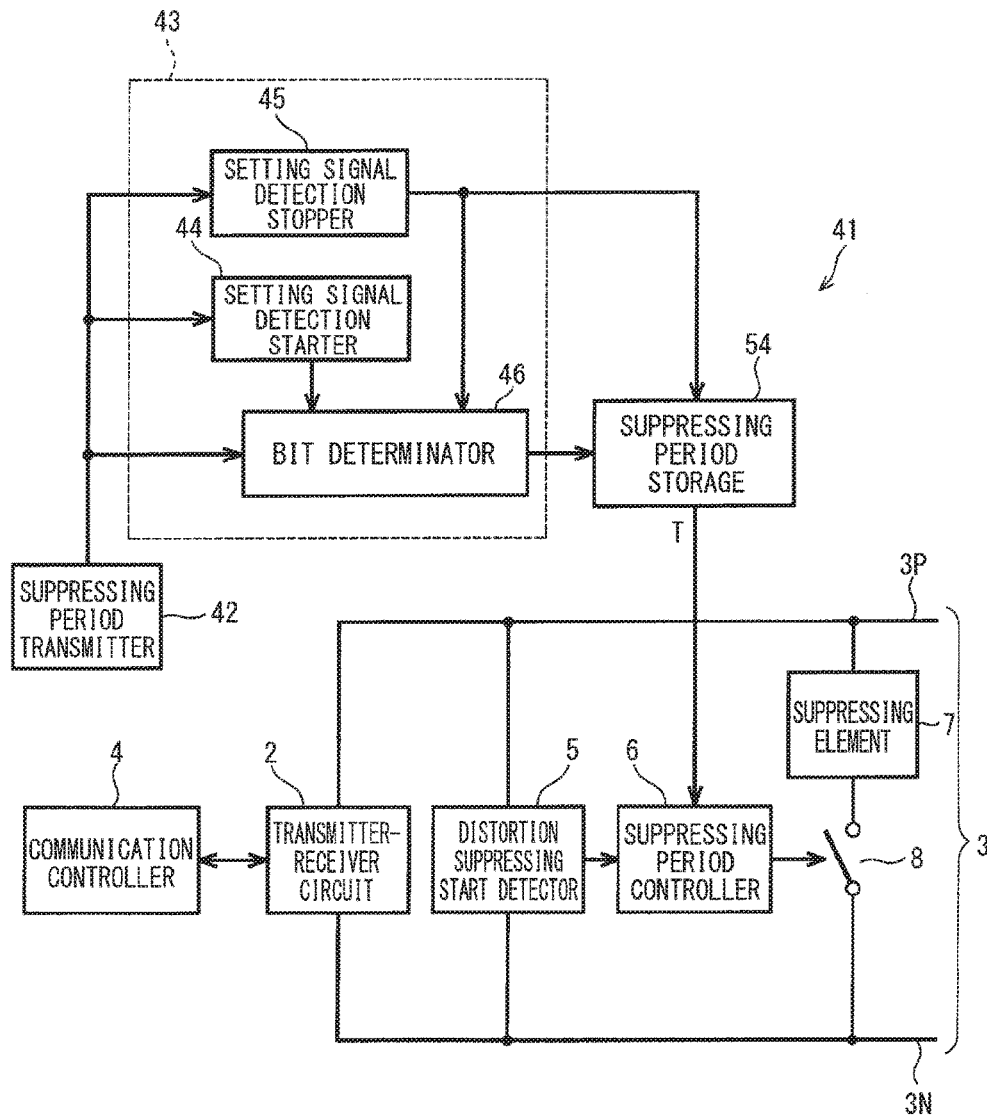 43
45
SETTING SIGNAL
DETECTION
STOPPER
44
SETTING SIGNAL
DETECTION
STARTER
41
46
BIT DETERMINATOR
54
SUPPRESSING
PERIOD
STORAGE
T
SUPPRESSING
PERIOD
TRANSMITTER
42
3P
SUPPRESSING
ELEMENT
7
4
COMMUNICATION
CONTROLLER
2
TRANSMITTER-
RECEIVER
CIRCUIT
5
DISTORTION
SUPPRESSING
START DETECTOR
6
SUPPRESSING
PERIOD
CONTROLLER
8
3
3N